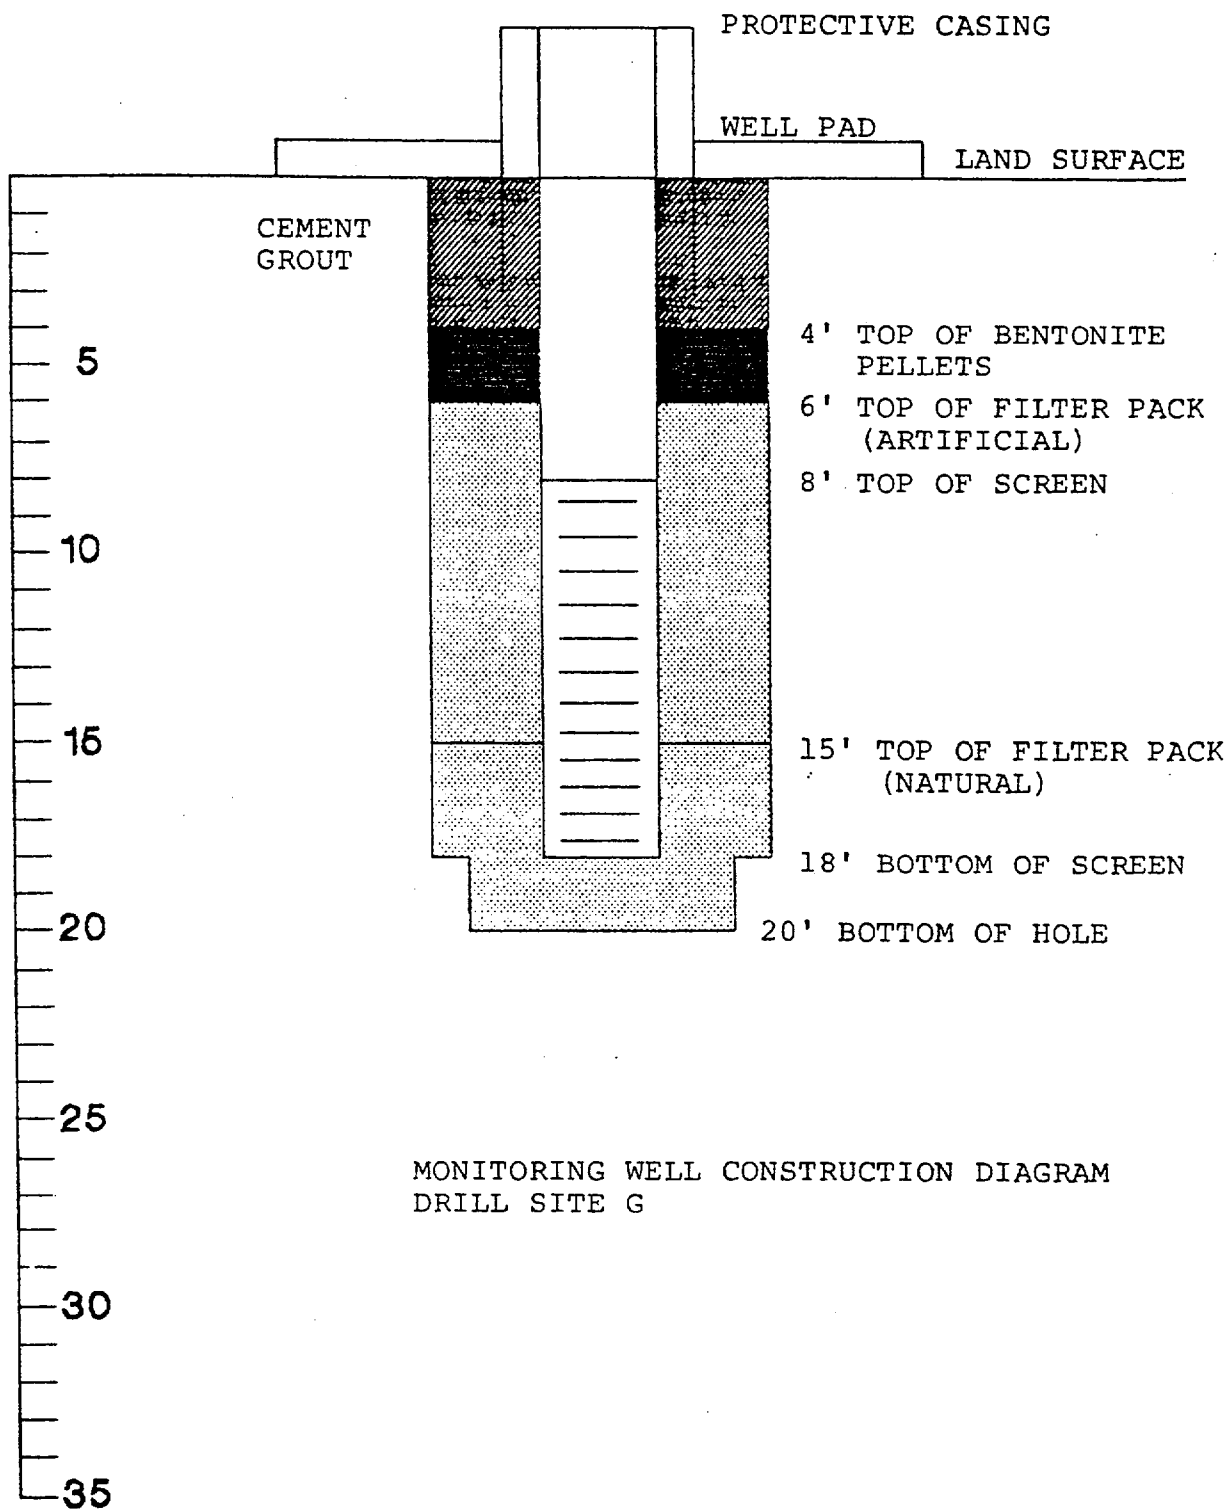 PROTECTIVE CASING
WELL PAD
LAND SURFACE
CEMENT
GROUT
4' TOP OF BENTONITE
PELLETS
5
6' TOP OF FILTER PACK
(ARTIFICIAL)
8' TOP OF SCREEN
10
15
15' TOP OF FILTER PACK
(NATURAL)
18' BOTTOM OF SCREEN
20
20' BOTTOM OF HOLE
25
MONITORING WELL CONSTRUCTION DIAGRAM
DRILL SITE G
30
35